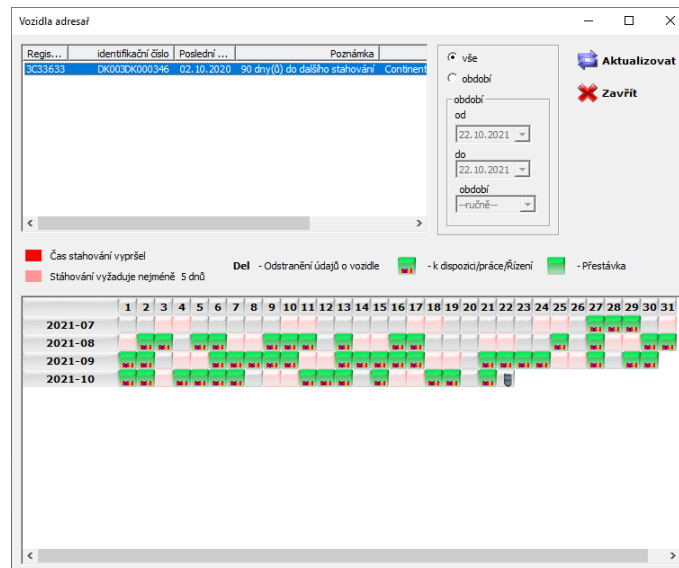 Vozidla adresař
Regis... identifikační číslo Poslední ... Poznámka
3C33633 DK003DK000346 02.10.2020 90 dny(ů) do dalšího stahování Continent
vše
období
období
od
22.10.2021
do
22.10.2021
období
--ručně--
Aktualizovat
Zavřít
Čas stahování vypršel
Stáhování vyžaduje nejméně 5 dnů
Del - Odstranění údajů o vozidle
- k dispozici/práce/Řízení
- Přestávka
1 2 3 4 5 6 7 8 9 10 11 12 13 14 15 16 17 18 19 20 21 22 23 24 25 26 27 28 29 30 31
2021-07
2021-08
2021-09
2021-10